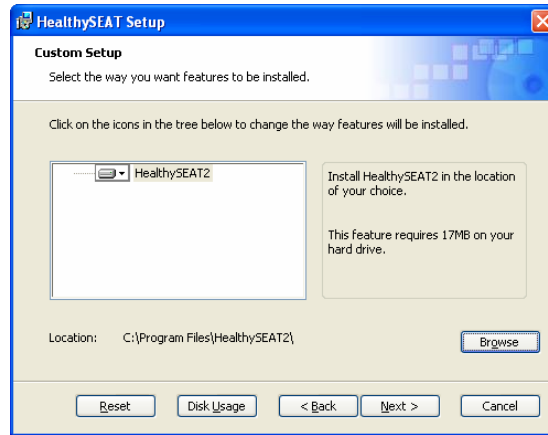 HealthySEAT Setup
Custom Setup
Select the way you want features to be installed.
Click on the icons in the tree below to change the way features will be installed.
HealthySEAT2
Install HealthySEAT2 in the location
of your choice.
This feature requires 17MB on your
hard drive.
Location: C:\Program Files\HealthySEAT2\
Browse
Reset Disk Usage < Back Next > Cancel